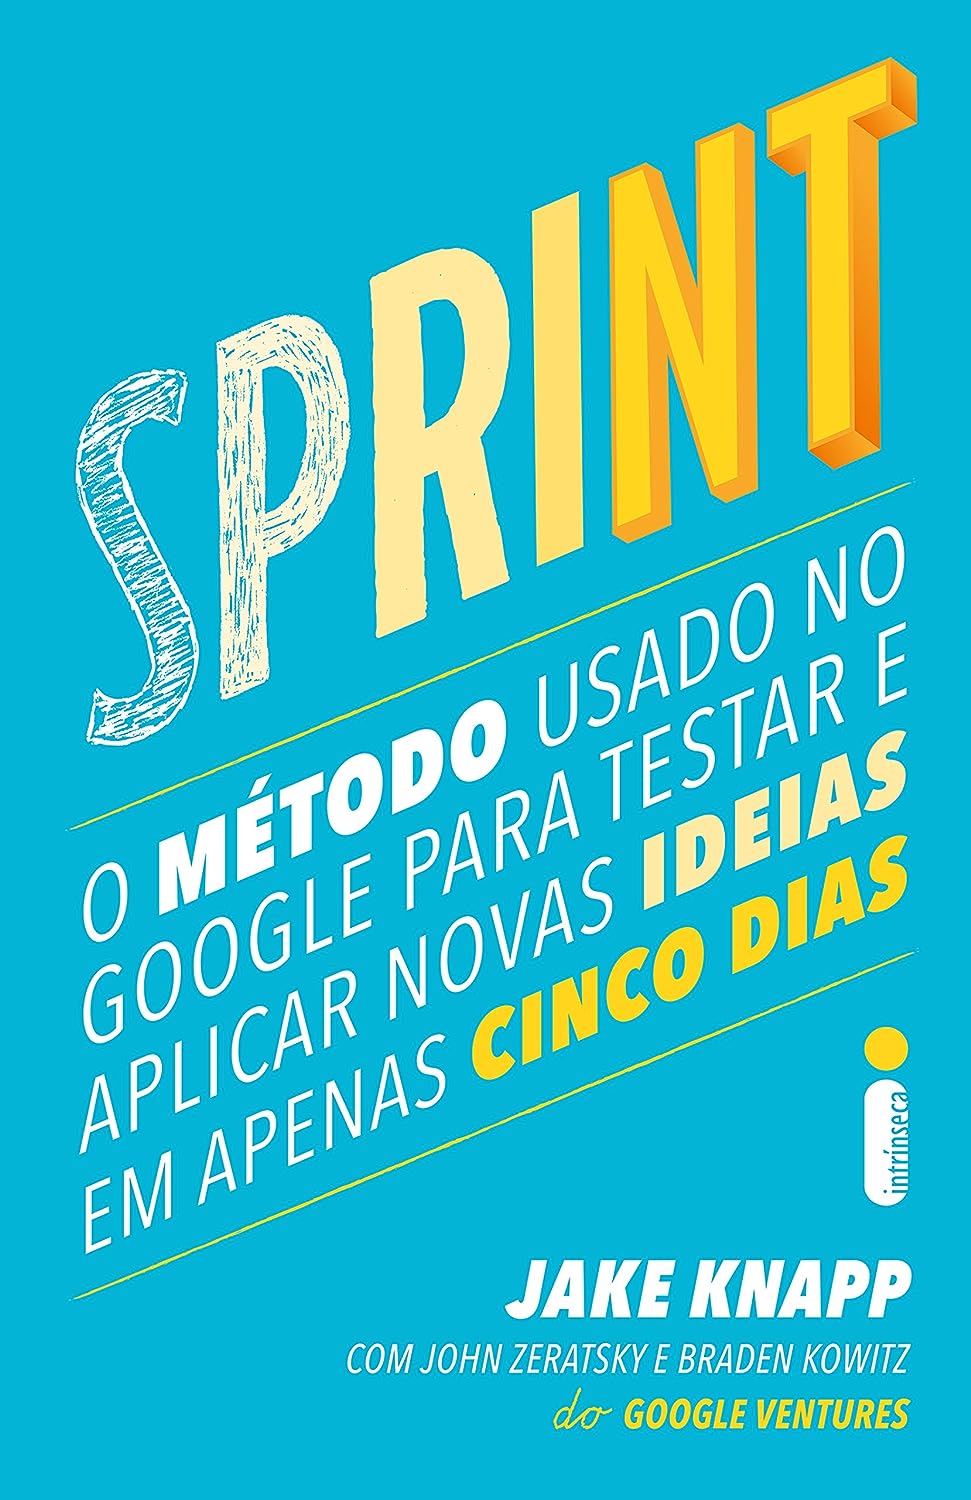 SPRINT
O MÉTODO USADO NO
GOOGLE PARA TESTAR E
APLICAR NOVAS IDEIAS
EM APENAS CINCO DIAS
intrínseca
JAKE KNAPP
COM JOHN ZERATSKY E BRADEN KOWITZ
do GOOGLE VENTURES